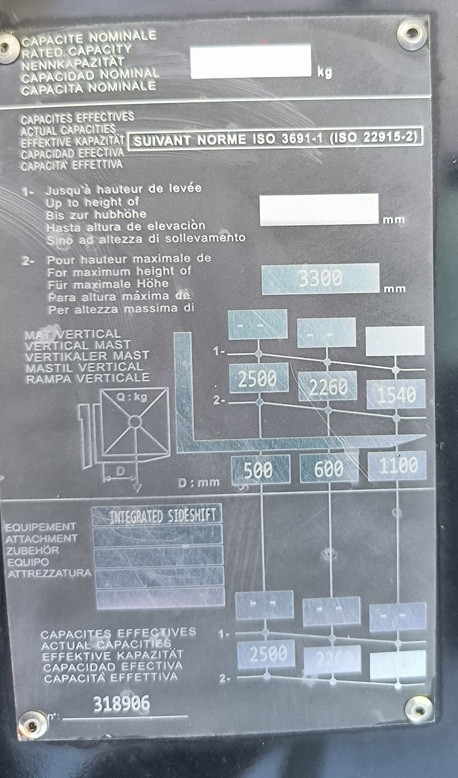 CAPACITE NOMINALE
RATED CAPACITY
NENNKAPAZITÄT
CAPACIDAD NOMINAL
CAPACITA NOMINALE
kg
CAPACITES EFFECTIVES
ACTUAL CAPACITIES
EFFEKTIVE KAPAZITÄT
CAPACIDAD EFECTIVA
CAPACITA' EFFETTIVA
SUIVANT NORME ISO 3691-1 (ISO 22915-2)
1- Jusqu'à hauteur de levée
Up to height of
Bis zur hubhöhe
Hasta altura de elevaciòn
Sino ad altezza di sollevamento
mm
2- Pour hauteur maximale de
For maximum height of
Für maximale Höhe
Para altura máxima de
Per altezza massima di
3300 mm
MAT VERTICAL
VERTICAL MAST
VERTIKALER MAST
MASTIL VERTICAL
RAMPA VERTICALE
1- -- --
2- 2500 2260 1540
Q:kg
D
D:mm 500 600 1100
EQUIPEMENT
ATTACHMENT
ZUBEHÖR
EQUIPO
ATTREZZATURA
INTEGRATED SIDESHIFT
CAPACITES EFFECTIVES
ACTUAL CAPACITIES
EFFEKTIVE KAPAZITÄT
CAPACIDAD EFECTIVA
CAPACITA' EFFETTIVA
1- -- -- --
2- 2500 2260
n°: 318906